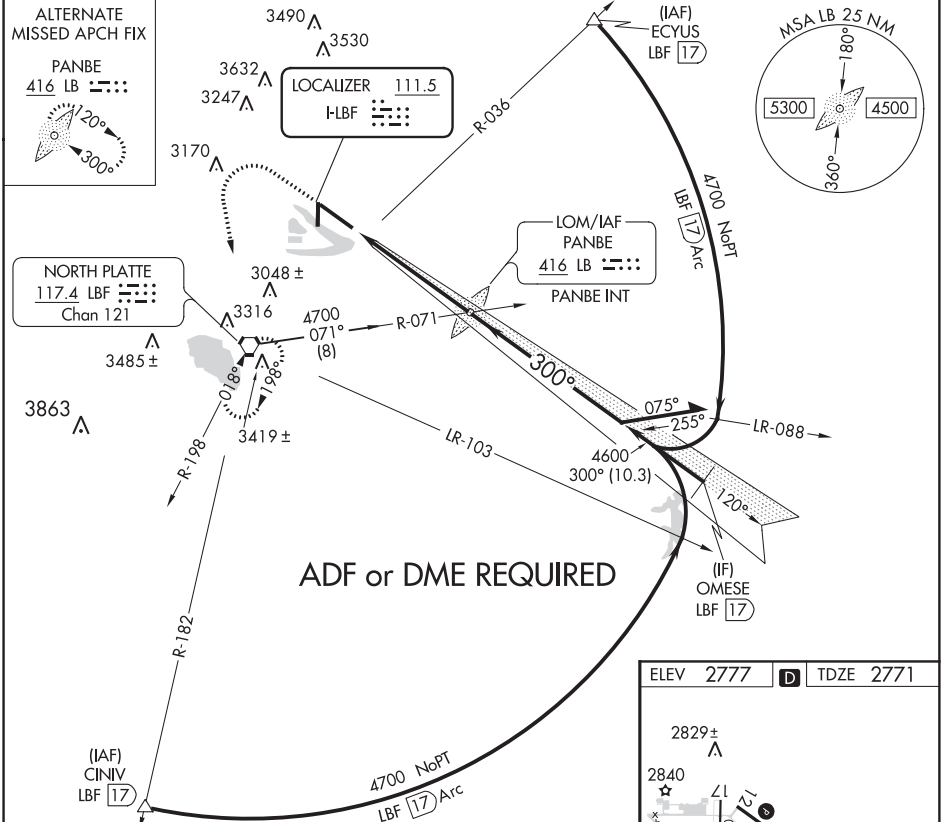 ALTERNATE
MISSED APCH FIX
PANBE
416 LB
120°
300°
3490
3530
3632
3247
3170
LOCALIZER 111.5
I-LBF
(IAF)
ECYUS
LBF 17
R-036
MSA LB 25 NM
180°
5300
4500
360°
4700 NoPT
LBF 17 Arc
LOM/IAF
PANBE
416 LB
PANBE INT
NORTH PLATTE
117.4 LBF
Chan 121
3048 ±
3316
4700
071°
(8)
R-071
3485 ±
3863
018°
198°
3419 ±
R-198
300°
075°
255°
LR-088
LR-103
4600
300° (10.3)
120°
(IF)
OMESE
LBF 17
ADF or DME REQUIRED
R-182
(IAF)
CINIV
LBF 17
4700 NoPT
LBF 17 Arc
ELEV 2777 D TDZE 2771
2829 ±
2840
17
12
P